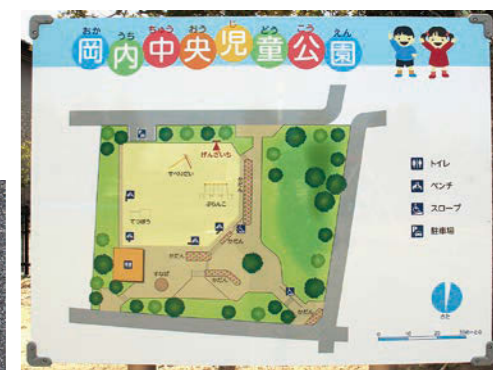 おか うち ちゅう おう じ どう こう えん
岡内中央児童公園
げんざいち
すべりだい
かだん
ぶらんこ
てつぼう
かだん
かだん
すなば
かだん
かだん
トイレ
ベンチ
スロープ
駐車場
きた